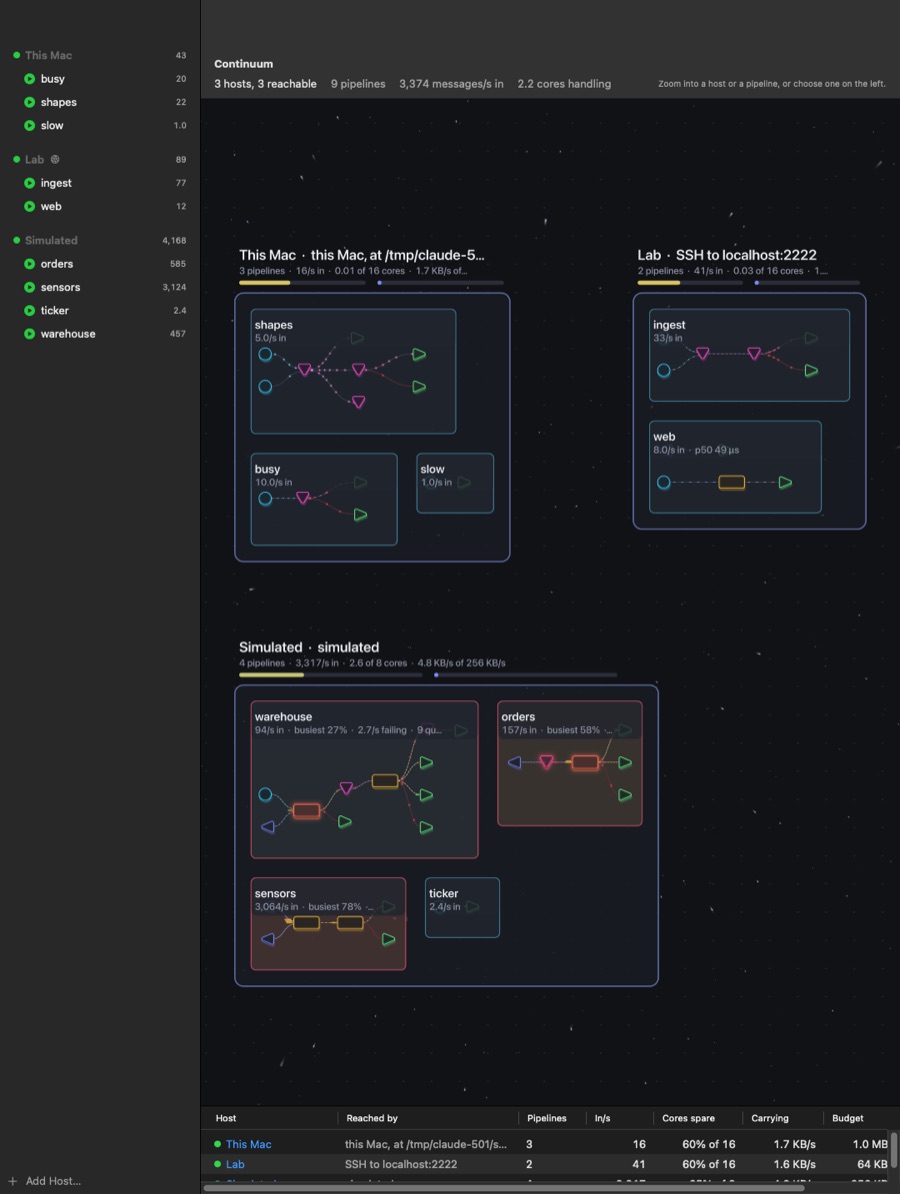 This Mac 43
busy 20
shapes 22
slow 1.0
Lab 89
ingest 77
web 12
Simulated 4,168
orders 585
sensors 3,124
ticker 2.4
warehouse 457
Add Host...
Continuum
3 hosts, 3 reachable 9 pipelines 3,374 messages/s in 2.2 cores handling Zoom into a host or a pipeline, or choose one on the left.
This Mac · this Mac, at /tmp/claude-5...
3 pipelines · 16/s in · 0.01 of 16 cores · 1.7 KB/s of...
shapes
5.0/s in
busy
10.0/s in
slow
1.0/s in
Lab · SSH to localhost:2222
2 pipelines · 41/s in · 0.03 of 16 cores · 1....
ingest
33/s in
web
8.0/s in · p50 49 µs
Simulated · simulated
4 pipelines · 3,317/s in · 2.6 of 8 cores · 4.8 KB/s of 256 KB/s
warehouse
94/s in · busiest 27% · 2.7/s failing · 9 qu...
orders
157/s in · busiest 58% ·...
sensors
3,064/s in · busiest 78% ·...
ticker
2.4/s in
Host Reached by Pipelines In/s Cores spare Carrying Budget
This Mac this Mac, at /tmp/claude-501/s... 3 16 60% of 16 1.7 KB/s 1.0 MB
Lab SSH to localhost:2222 2 41 60% of 16 1.6 KB/s 64 KB